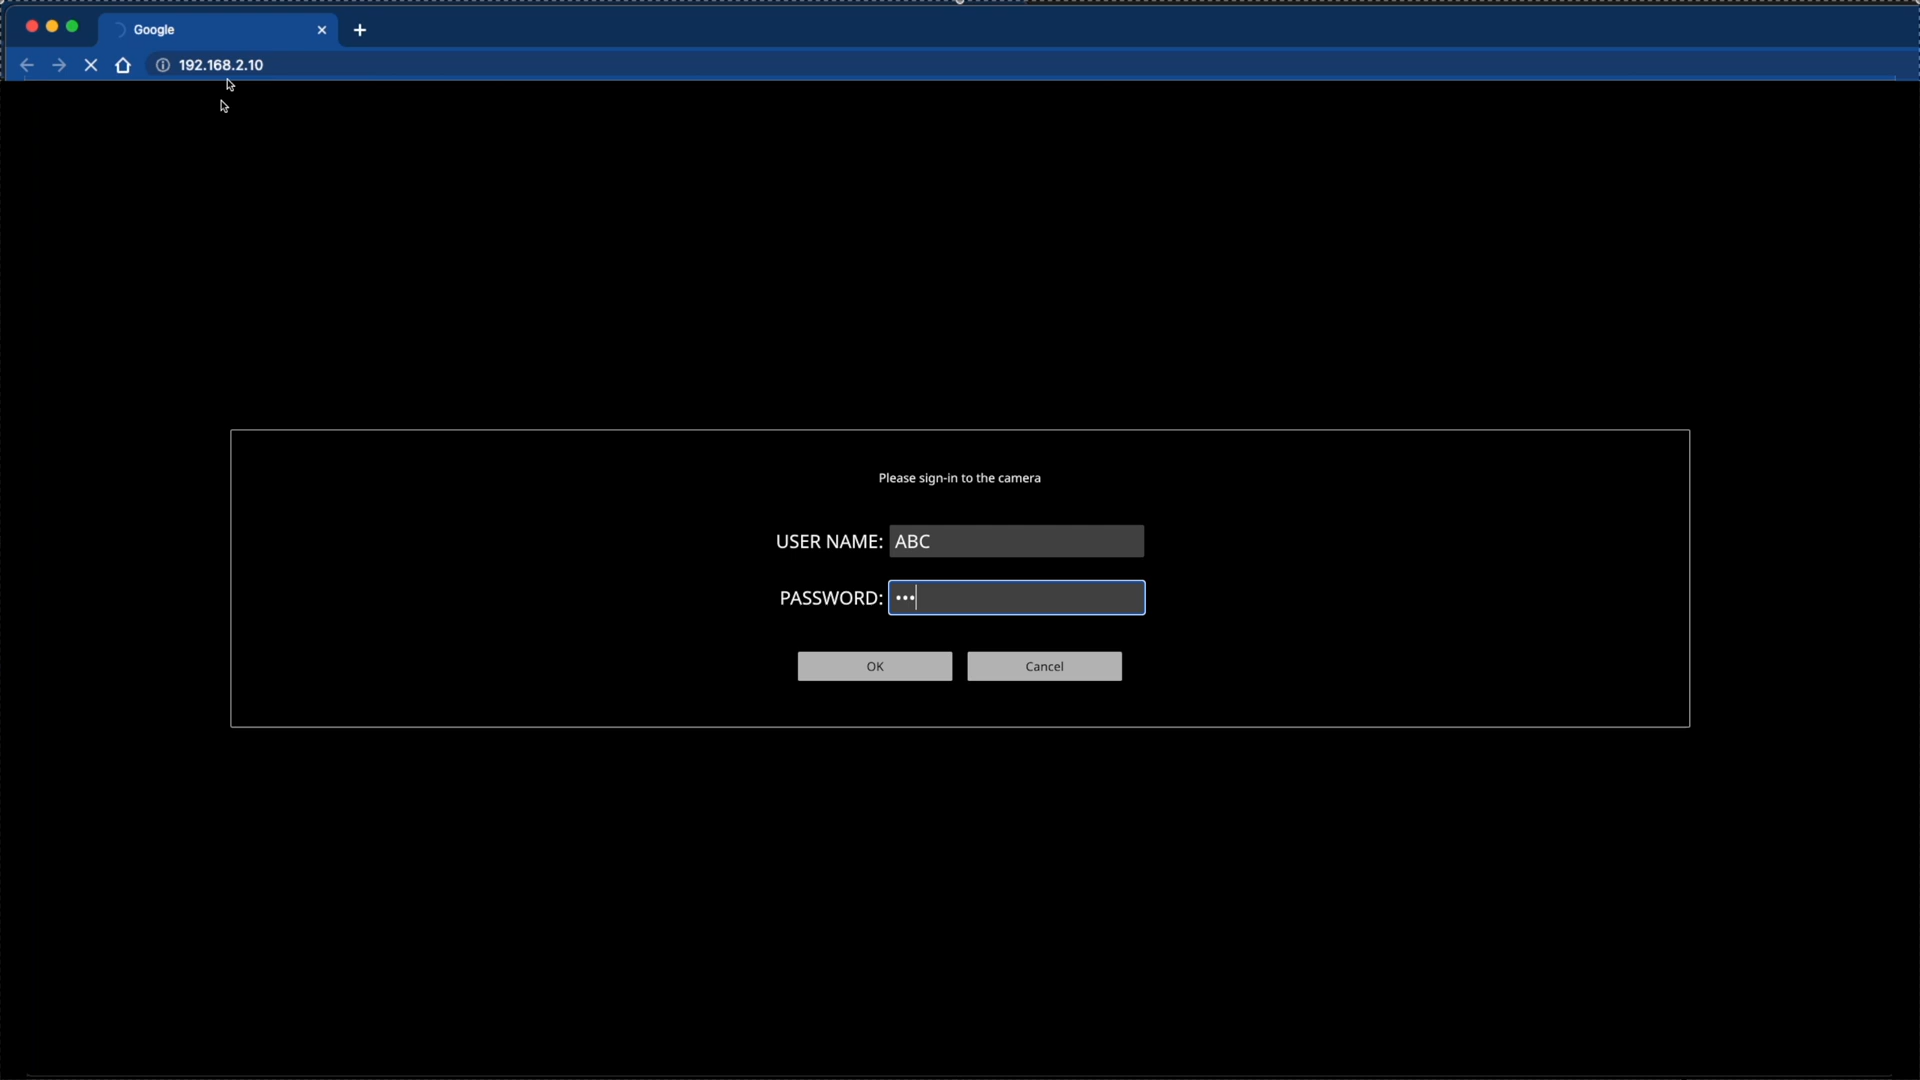 Google
192.168.2.10
Please sign-in to the camera
USER NAME: ABC
PASSWORD: •••
OK Cancel